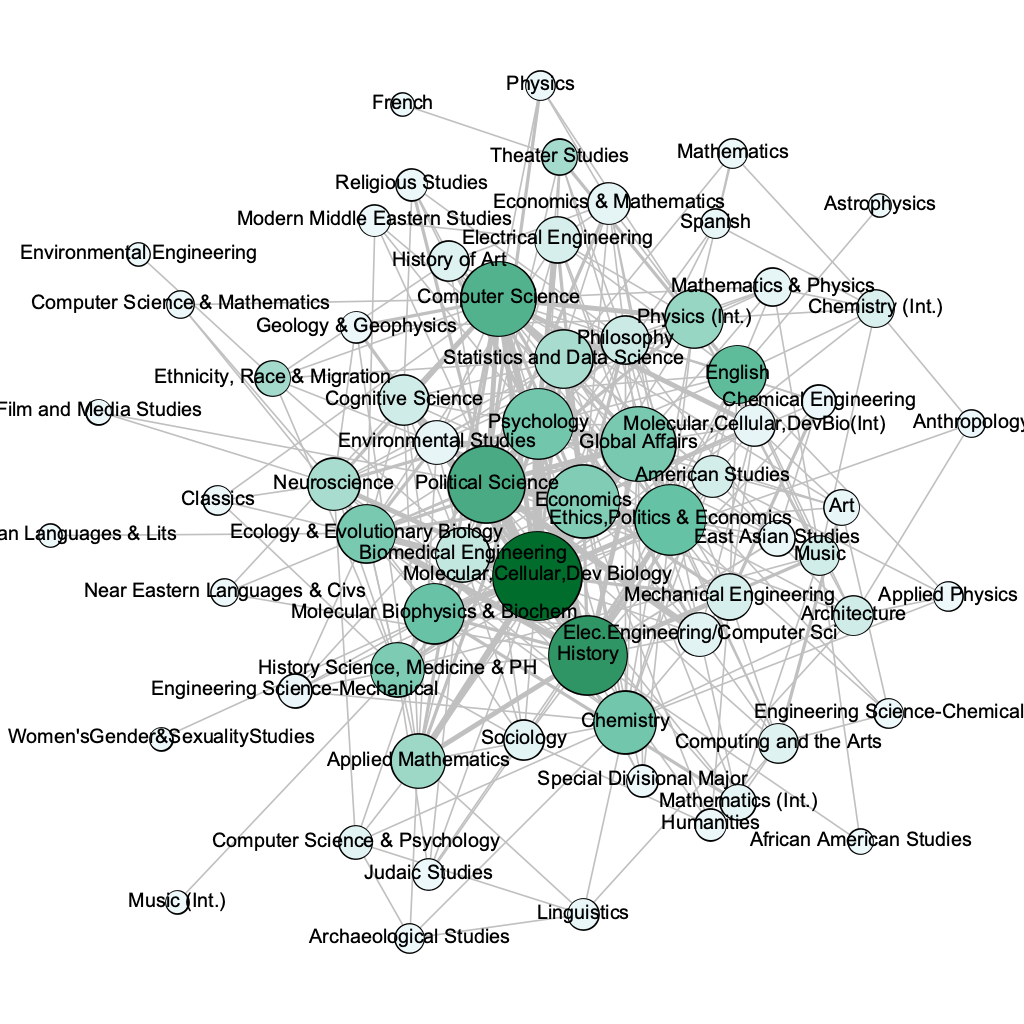 Physics
French
Theater Studies
Mathematics
Religious Studies
Economics & Mathematics
Astrophysics
Modern Middle Eastern Studies
Spanish
Electrical Engineering
Environmental Engineering
History of Art
Mathematics & Physics
Computer Science
Computer Science & Mathematics
Chemistry (Int.)
Physics (Int.)
Geology & Geophysics
Philosophy
Statistics and Data Science
English
Ethnicity, Race & Migration
Cognitive Science
Chemical Engineering
Film and Media Studies
Psychology
Molecular,Cellular,DevBio(Int)
Anthropology
Environmental Studies
Global Affairs
American Studies
Neuroscience
Political Science
Classics
Economics
Art
Ethics,Politics & Economics
an Languages & Lits
Ecology & Evolutionary Biology
East Asian Studies
Biomedical Engineering
Music
Molecular,Cellular,Dev Biology
Near Eastern Languages & Civs
Mechanical Engineering
Applied Physics
Molecular Biophysics & Biochem
Architecture
Elec.Engineering/Computer Sci
History
History Science, Medicine & PH
Engineering Science-Mechanical
Engineering Science-Chemical
Chemistry
Women'sGender&SexualityStudies
Sociology
Computing and the Arts
Applied Mathematics
Special Divisional Major
Mathematics (Int.)
Humanities
Computer Science & Psychology
African American Studies
Judaic Studies
Music (Int.)
Linguistics
Archaeological Studies